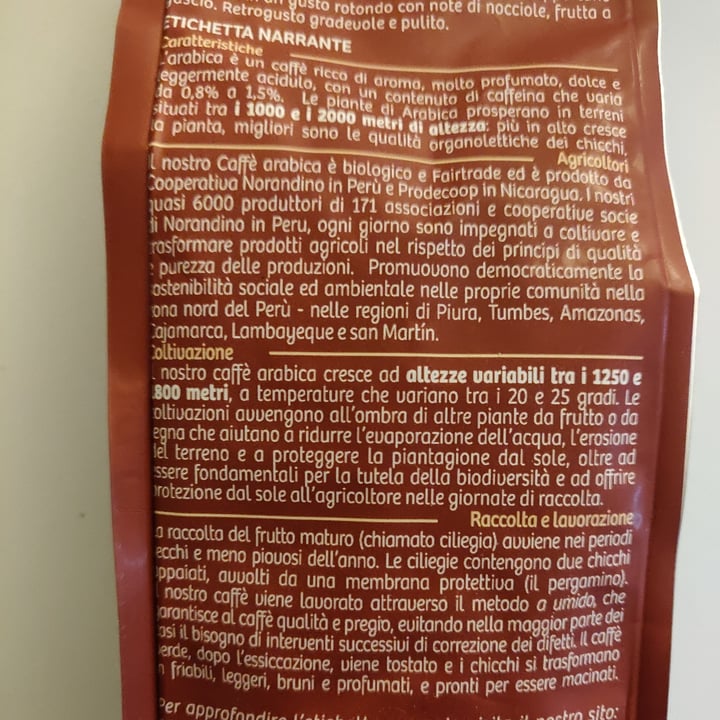 gusto rotondo con note di nocciole, frutta a
guscio. Retrogusto gradevole e pulito.
ETICHETTA NARRANTE
Caratteristiche
L'arabica è un caffè ricco di aroma, molto profumato, dolce e
leggermente acidulo, con un contenuto di caffeina che varia
da 0,8% a 1,5%. Le piante di Arabica prosperano in terreni
situati tra i 1000 e i 2000 metri di altezza: più in alto cresce
la pianta, migliori sono le qualità organolettiche dei chicchi,
Agricoltori
l nostro Caffè arabica è biologico e Fairtrade ed è prodotto da
Cooperativa Norandino in Perù e Prodecoop in Nicaragua. I nostri
quasi 6000 produttori di 171 associazioni e cooperative socie
di Norandino in Peru, ogni giorno sono impegnati a coltivare e
trasformare prodotti agricoli nel rispetto dei principi di qualità
e purezza delle produzioni. Promuovono democraticamente la
sostenibilità sociale ed ambientale nelle proprie comunità nella
zona nord del Perù - nelle regioni di Piura, Tumbes, Amazonas,
Cajamarca, Lambayeque e san Martín.
Coltivazione
l nostro caffè arabica cresce ad altezze variabili tra i 1250 e
1800 metri, a temperature che variano tra i 20 e 25 gradi. Le
coltivazioni avvengono all'ombra di altre piante da frutto o da
legna che aiutano a ridurre l'evaporazione dell'acqua, l'erosione
del terreno e a proteggere la piantagione dal sole, oltre ad
essere fondamentali per la tutela della biodiversità e ad offrire
protezione dal sole all'agricoltore nelle giornate di raccolta.
Raccolta e lavorazione
La raccolta del frutto maturo (chiamato ciliegia) avviene nei periodi
secchi e meno piovosi dell'anno. Le ciliegie contengono due chicchi
appaiati, avvolti da una membrana protettiva (il pergamino).
l nostro caffè viene lavorato attraverso il metodo a umido, che
garantisce al caffè qualità e pregio, evitando nella maggior parte dei
casi il bisogno di interventi successivi di correzione dei difetti. Il caffè
verde, dopo l'essiccazione, viene tostato e i chicchi si trasformano
in friabili, leggeri, bruni e profumati, e pronti per essere macinati.
Per approfondire il nostro sito: